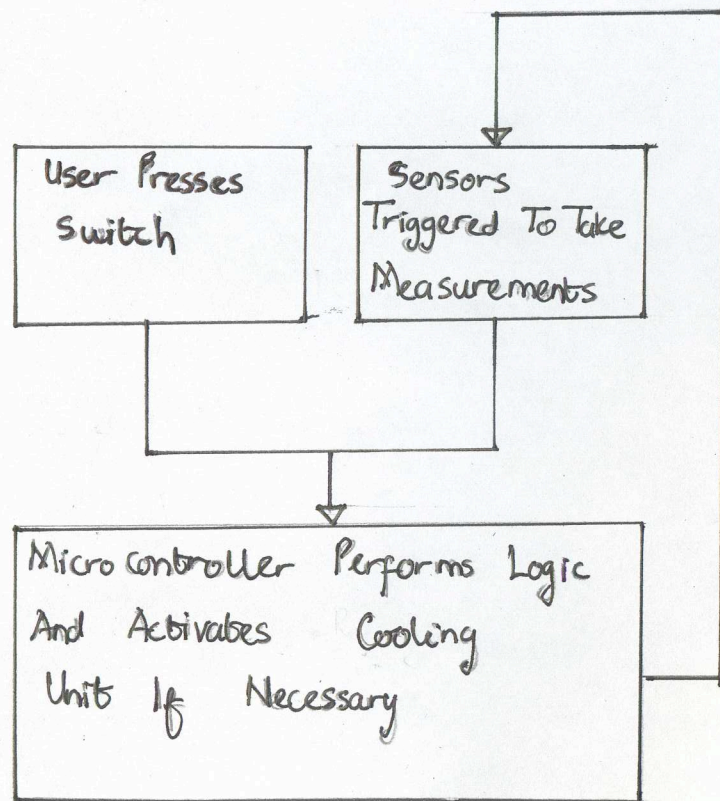 User Presses
Switch
Sensors
Triggered To Take
Measurements
Microcontroller Performs Logic
And Activates Cooling
Unit If Necessary